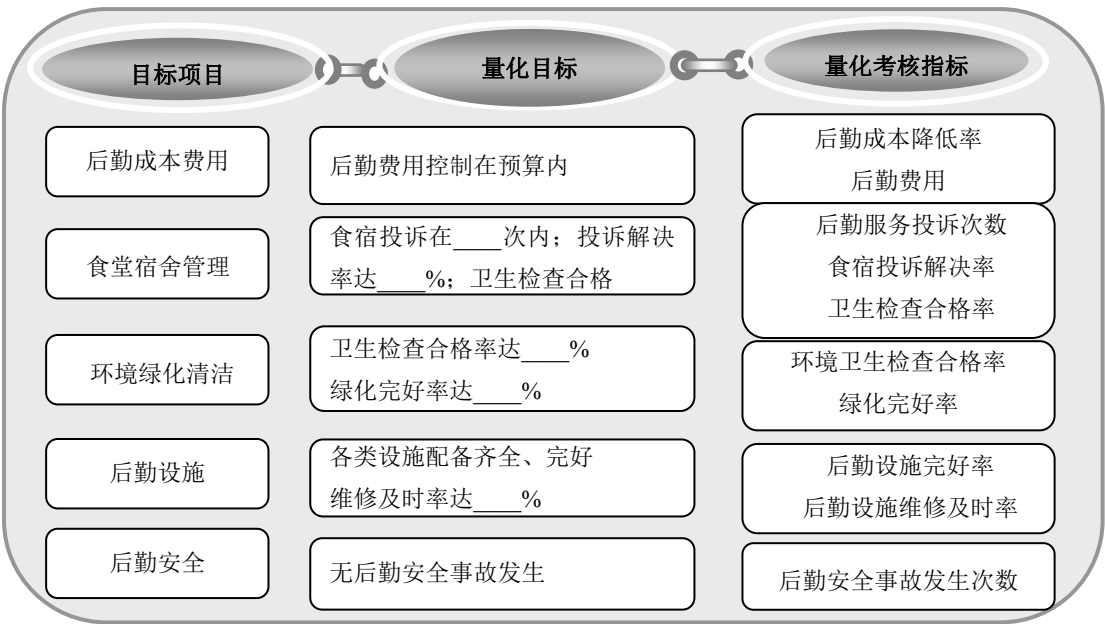 目标项目
量化目标
量化考核指标
后勤成本费用
后勤费用控制在预算内
后勤成本降低率
后勤费用
食堂宿舍管理
食宿投诉在____次内；投诉解决
率达____%；卫生检查合格
后勤服务投诉次数
食宿投诉解决率
卫生检查合格率
环境绿化清洁
卫生检查合格率达____%
绿化完好率达____%
环境卫生检查合格率
绿化完好率
后勤设施
各类设施配备齐全、完好
维修及时率达____%
后勤设施完好率
后勤设施维修及时率
后勤安全
无后勤安全事故发生
后勤安全事故发生次数